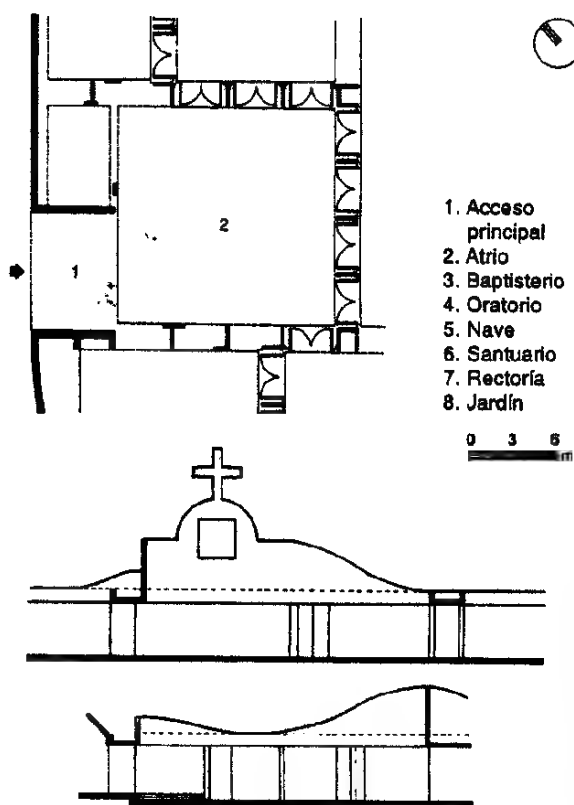 1. Acceso
principal
2. Atrio
3. Baptisterio
4. Oratorio
5. Nave
6. Santuario
7. Rectoría
8. Jardín
0 3 6
m
2
1